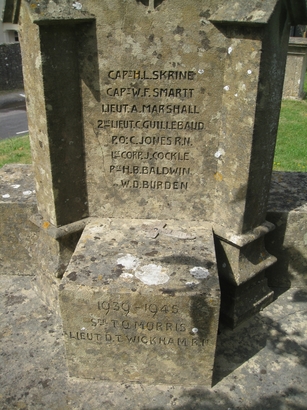 CAPT H.L.SKRINE
CAPT W.F.SMARTT
LIEUT.A.MARSHALL
2ND LIEUT.C.GUILLEBAUD
P.O.C.JONES R.N.
L-CORP.J.COCKLE
PTE H.B.BALDWIN
" W.D.BURDEN
1939-1945
SGT T.O.MORRIS
LIEUT D.T WICKHAM R.N